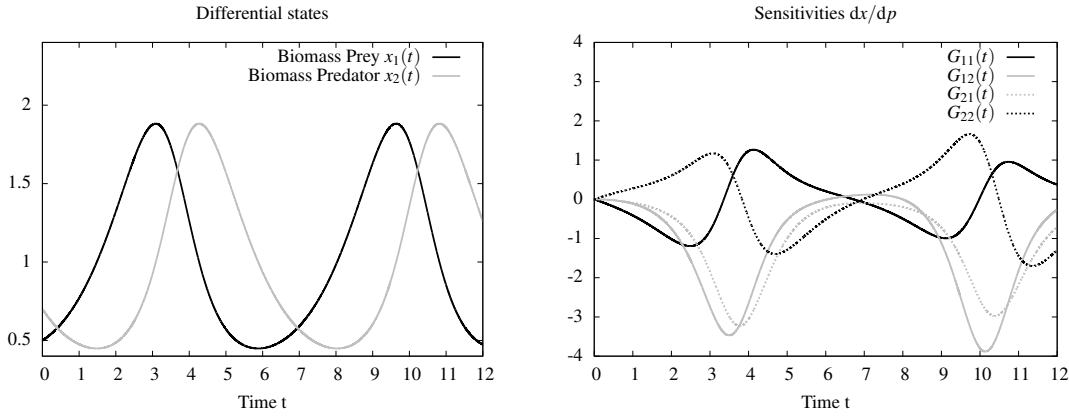 Differential states
Biomass Prey x₁(t)
Biomass Predator x₂(t)
2
1.5
1
0.5
0 1 2 3 4 5 6 7 8 9 10 11 12
Time t
Sensitivities dx/dp
G₁₁(t)
G₁₂(t)
G₂₁(t)
G₂₂(t)
4
3
2
1
0
-1
-2
-3
-4
0 1 2 3 4 5 6 7 8 9 10 11 12
Time t